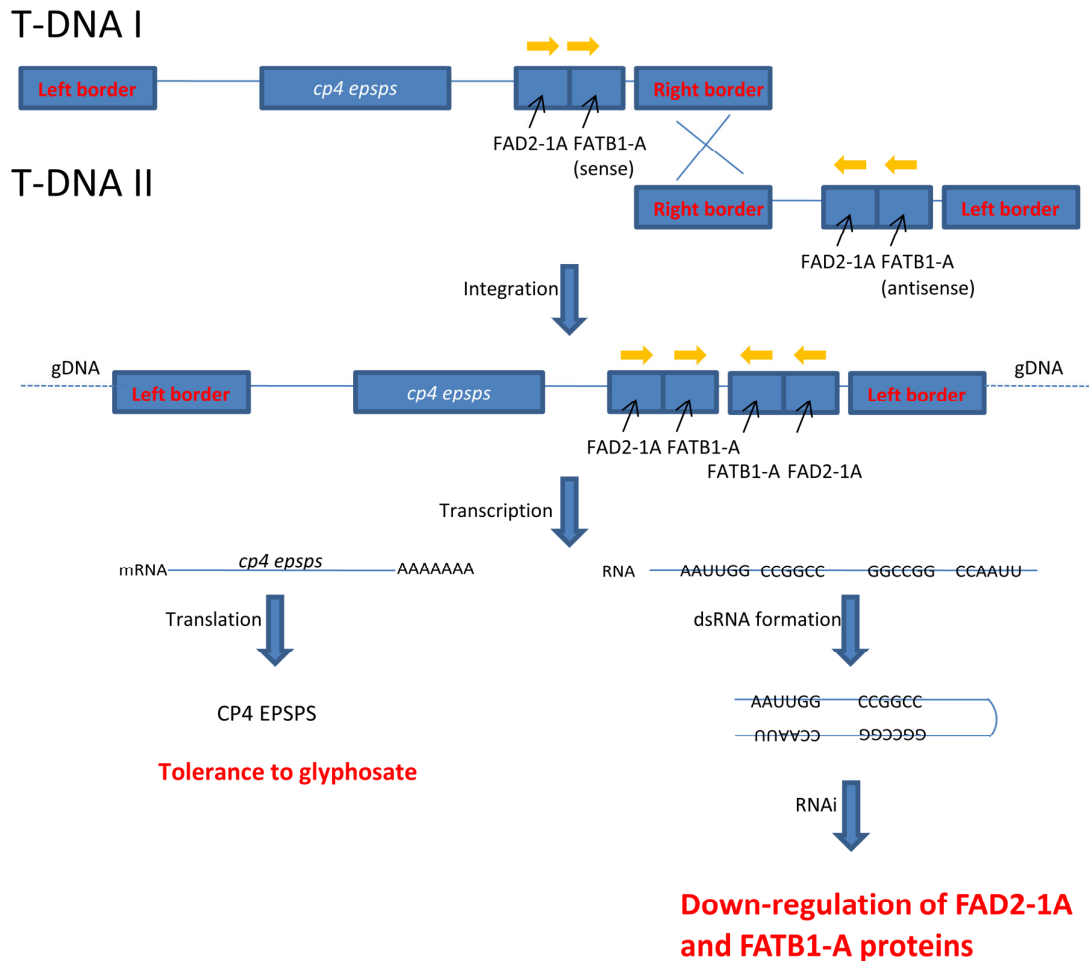 T-DNA I
Left border
cp4 epsps
Right border
FAD2-1A FATB1-A
(sense)
T-DNA II
Right border
Left border
FAD2-1A FATB1-A
(antisense)
Integration
gDNA
gDNA
Left border
cp4 epsps
Left border
FAD2-1A FATB1-A
FATB1-A FAD2-1A
Transcription
mRNA cp4 epsps AAAAAAA
RNA AAUUGG CCGGCC GGCCGG CCAAUU
Translation
dsRNA formation
AAUUGG CCGGCC
CCAAUU GGCCGG
CP4 EPSPS
Tolerance to glyphosate
RNAi
Down-regulation of FAD2-1A
and FATB1-A proteins